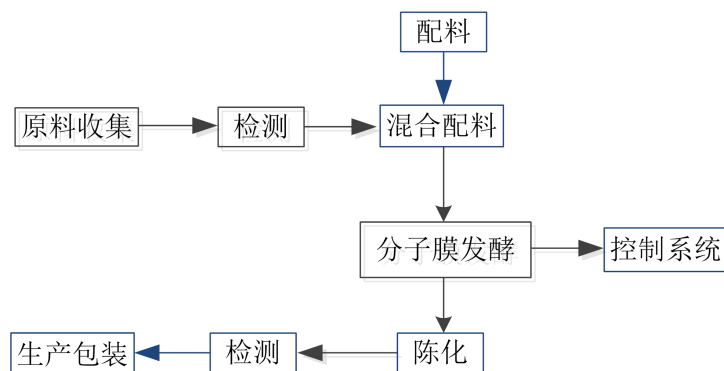 配料
原料收集
检测
混合配料
分子膜发酵
控制系统
生产包装
检测
陈化